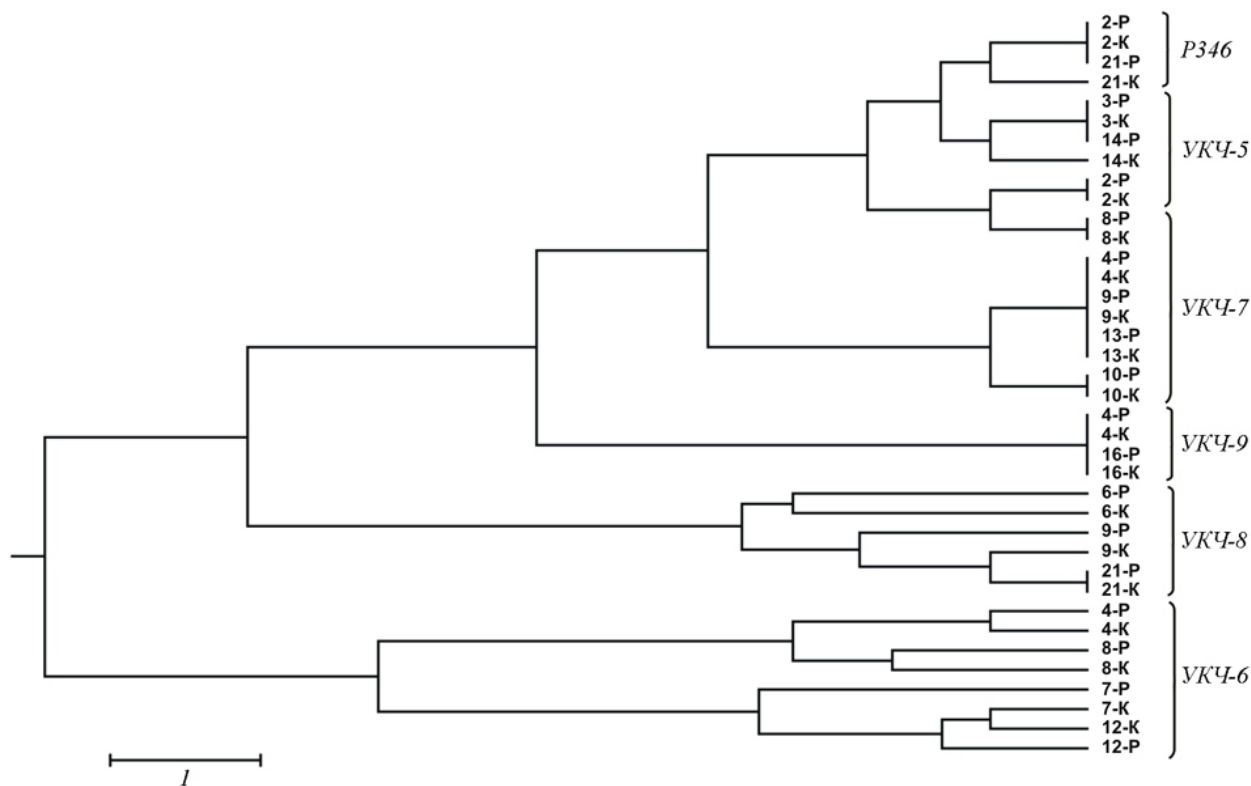 2-Р
2-К
21-Р
21-К
Р346
3-Р
3-К
14-Р
14-К
2-Р
2-К
УКЧ-5
8-Р
8-К
4-Р
4-К
9-Р
9-К
13-Р
13-К
10-Р
10-К
УКЧ-7
4-Р
4-К
16-Р
16-К
УКЧ-9
6-Р
6-К
9-Р
9-К
21-Р
21-К
УКЧ-8
4-Р
4-К
8-Р
8-К
7-Р
7-К
12-К
12-Р
УКЧ-6
1